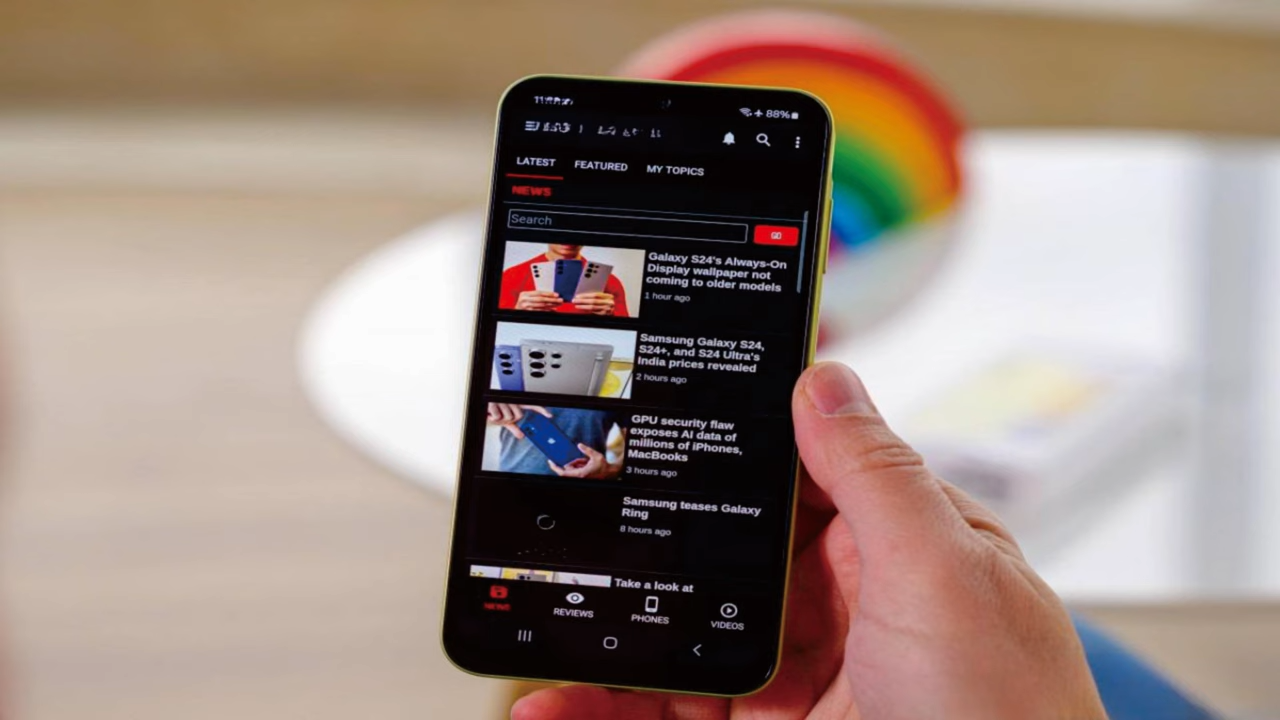 88%
LATEST FEATURED MY TOPICS
NEWS
Search
GO
Galaxy S24's Always-On
Display wallpaper not
coming to older models
1 hour ago
Samsung Galaxy S24,
S24+, and S24 Ultra's
India prices revealed
2 hours ago
GPU security flaw
exposes AI data of
millions of iPhones,
MacBooks
3 hours ago
Samsung teases Galaxy
Ring
8 hours ago
Take a look at
NEWS REVIEWS PHONES VIDEOS